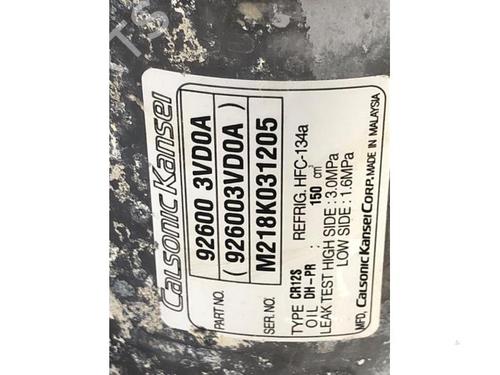 CALSONIC KANSEI
PART NO. 92600 3VD0A
( 926003VD0A )
SERIAL NO. M218K031205
TYPE CR12S REFRIG. HFC-134a
OIL DH-PR : 150 cm³
LEAK TEST HIGH SIDE : 3.0MPa
LOW SIDE : 1.6MPa
MFD. CALSONIC KANSEI CORP. MADE IN MALAYSIA